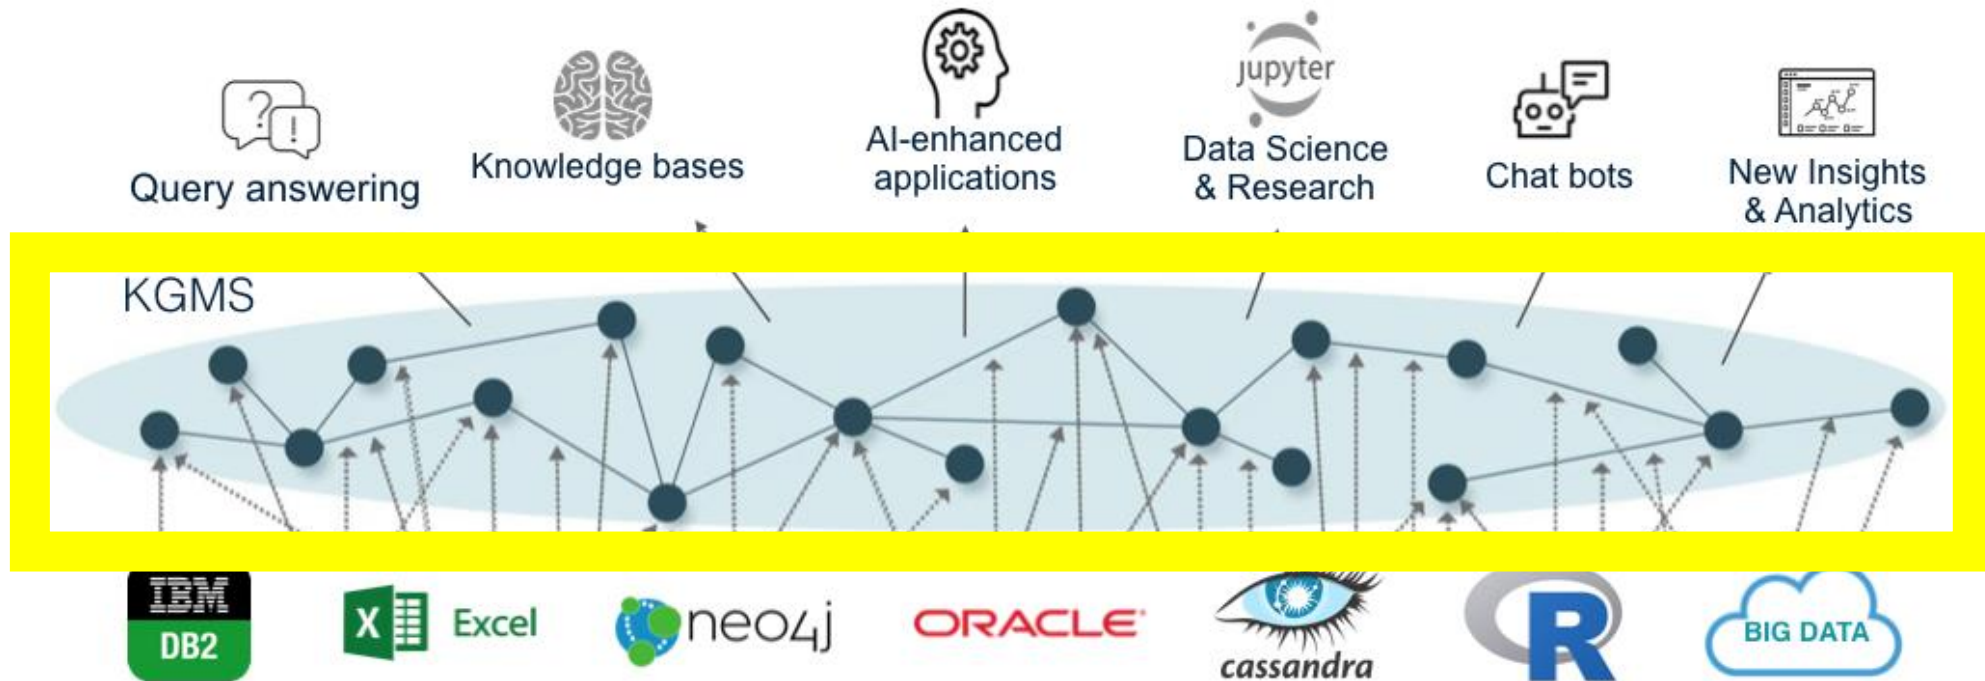 ?
!
Query answering
Knowledge bases
AI-enhanced
applications
jupyter
Data Science
& Research
Chat bots
New Insights
& Analytics
KGMS
IBM
DB2
X
Excel
neo4j
ORACLE
cassandra
R
BIG DATA